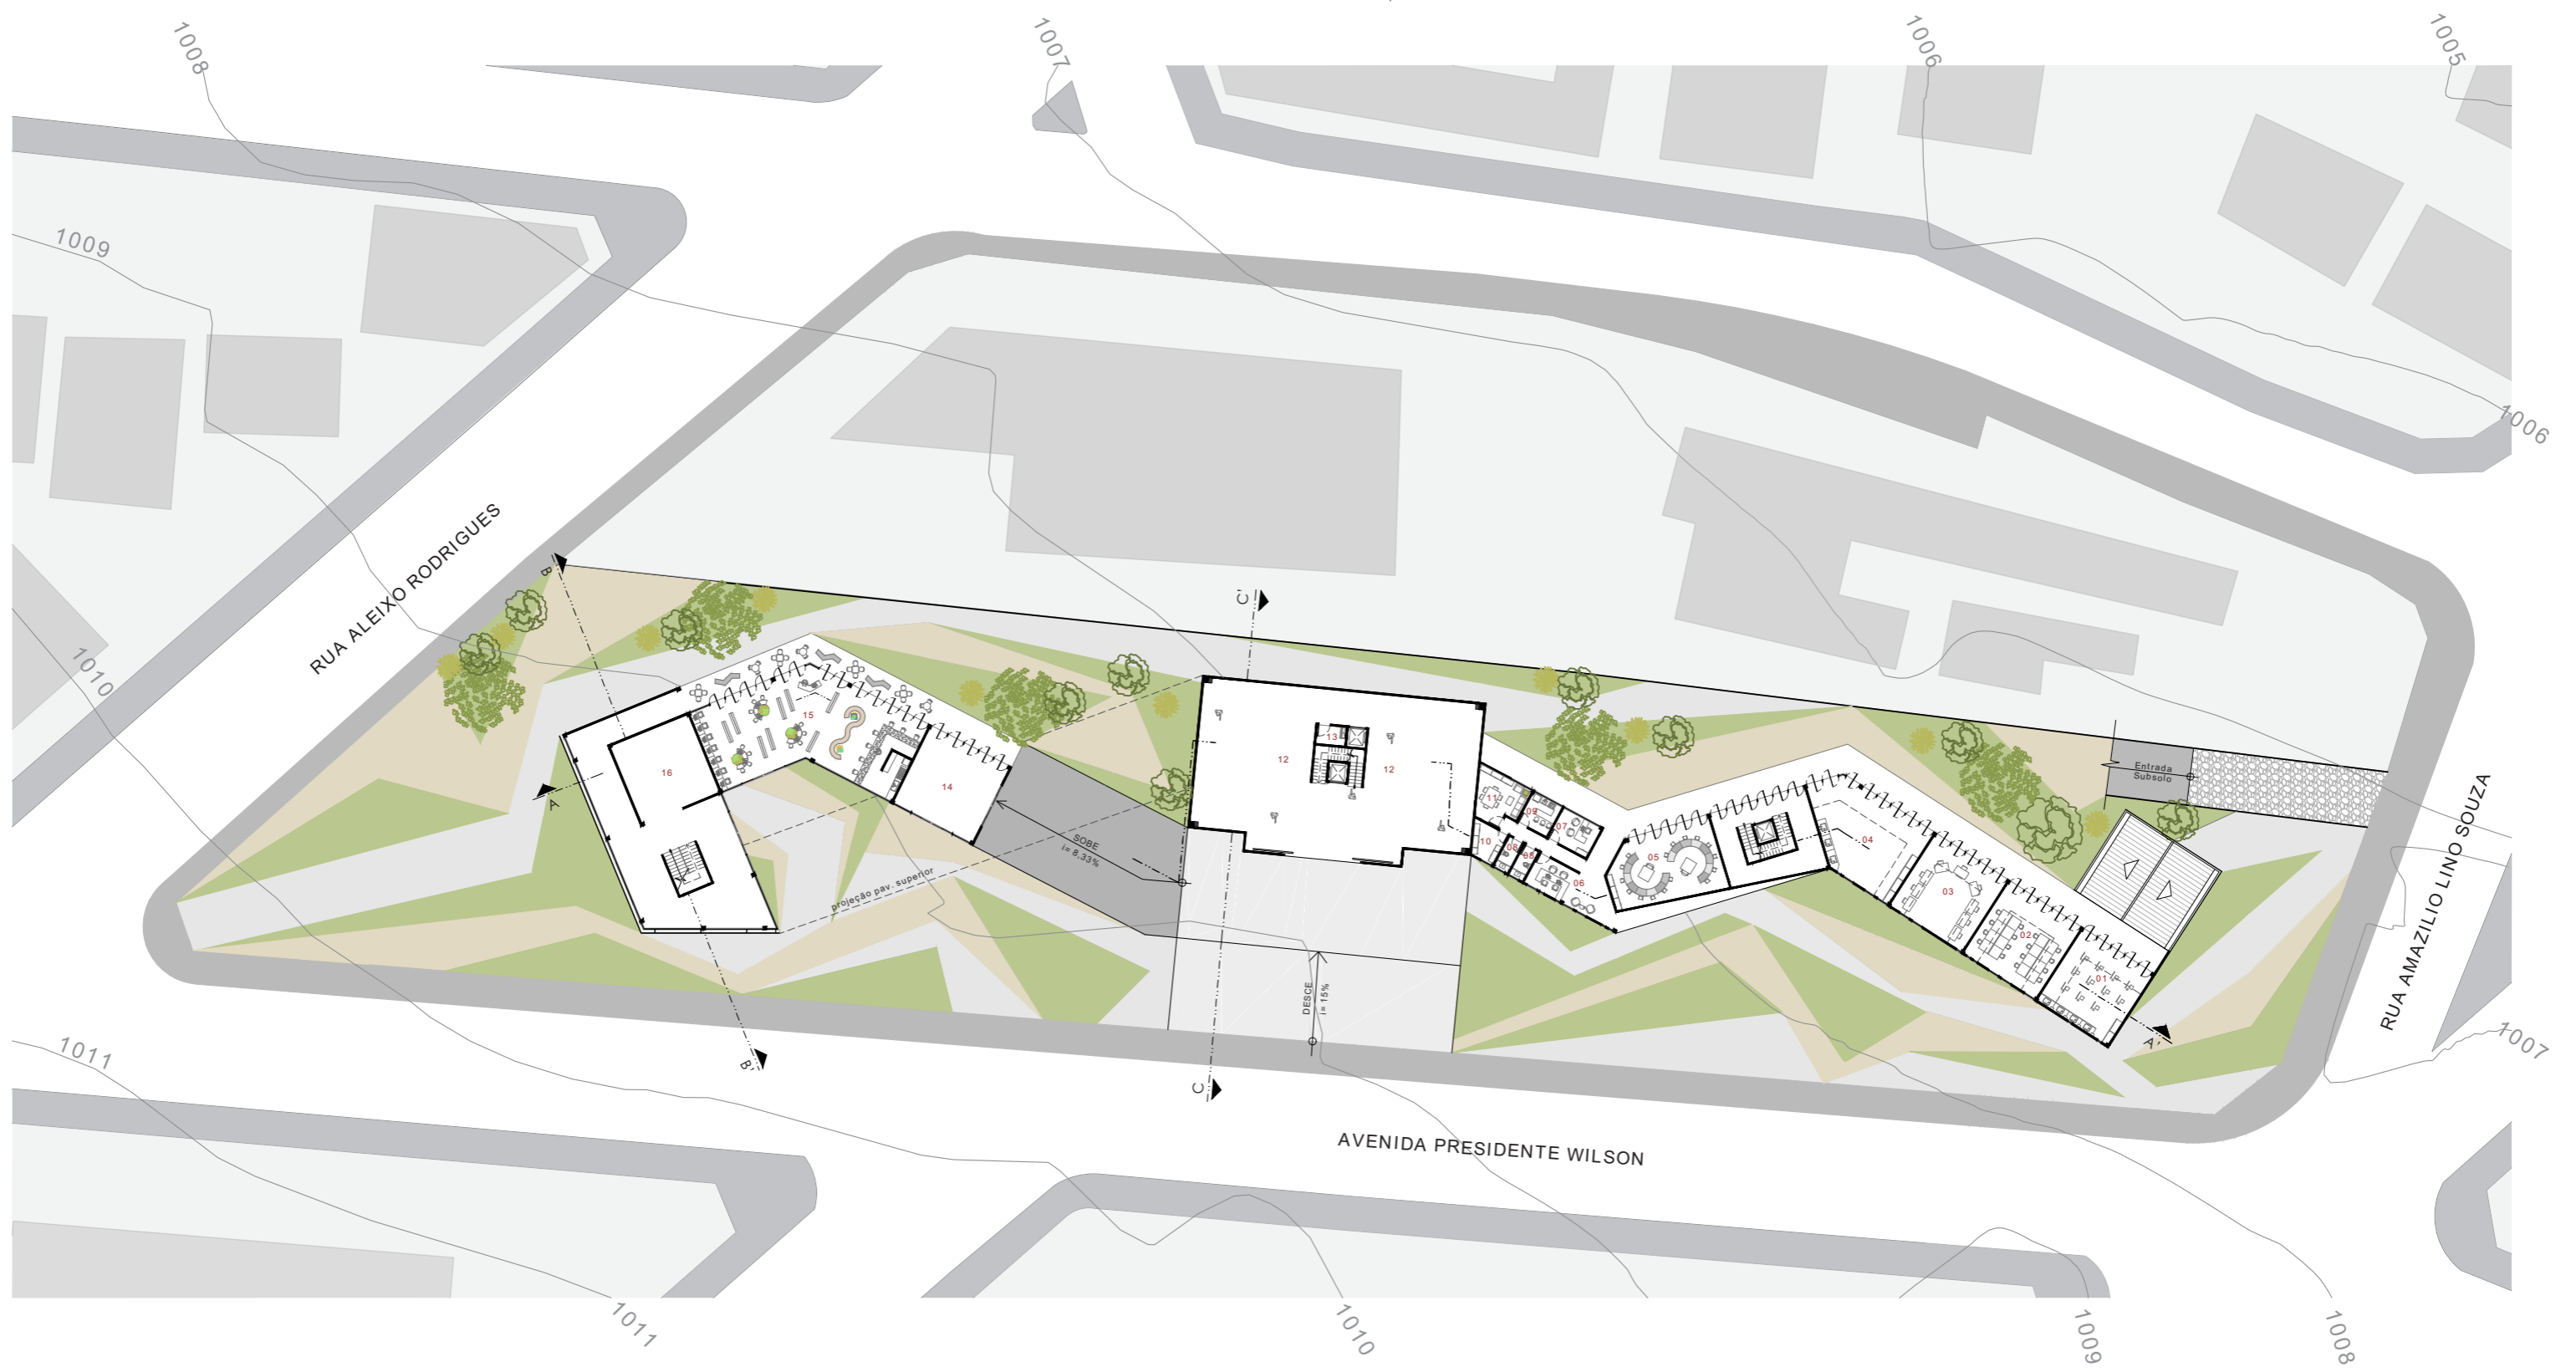 1008
1007
1006
1005
1009
1006
RUA ALEIXO RODRIGUES
B
C'
1010
15
13
12
12
16
14
Entrada
Subsolo
A
SOBE
i= 8,33%
11
09
07
10
08
06
05
04
03
02
01
projeção pav. superior
DESCE
i= 15%
RUA AMAZILIO LINO SOUZA
A'
B'
C
1011
1007
AVENIDA PRESIDENTE WILSON
1011
1010
1009
1008